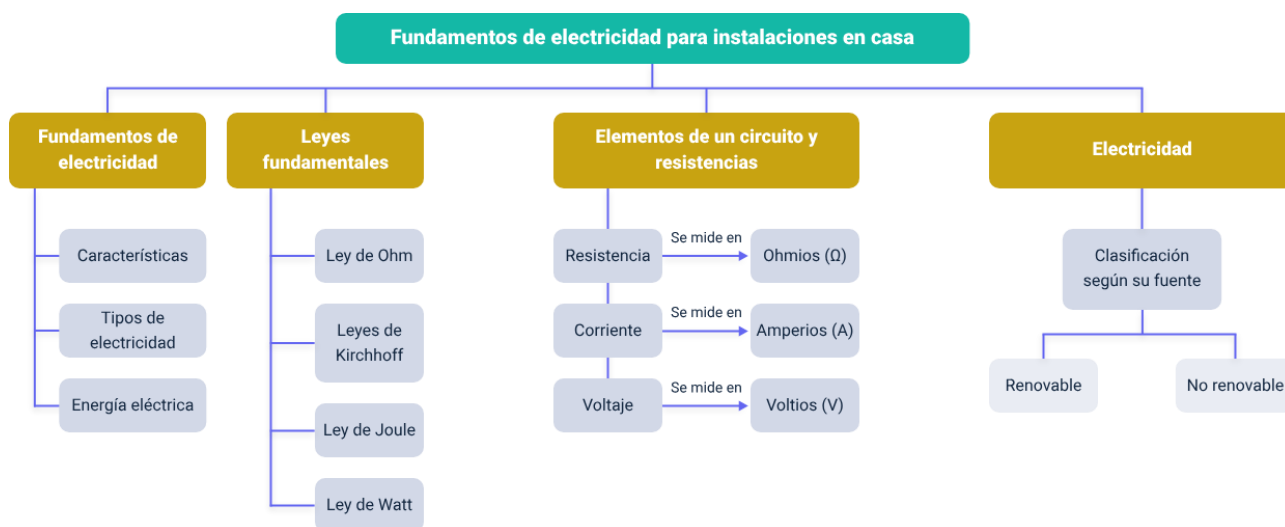 Fundamentos de electricidad para instalaciones en casa
Fundamentos de
electricidad
Características
Tipos de
electricidad
Energía eléctrica
Leyes
fundamentales
Ley de Ohm
Leyes de
Kirchhoff
Ley de Joule
Ley de Watt
Elementos de un circuito y
resistencias
Resistencia
Se mide en
Ohmios (Ω)
Corriente
Se mide en
Amperios (A)
Voltaje
Se mide en
Voltios (V)
Electricidad
Clasificación
según su fuente
Renovable
No renovable